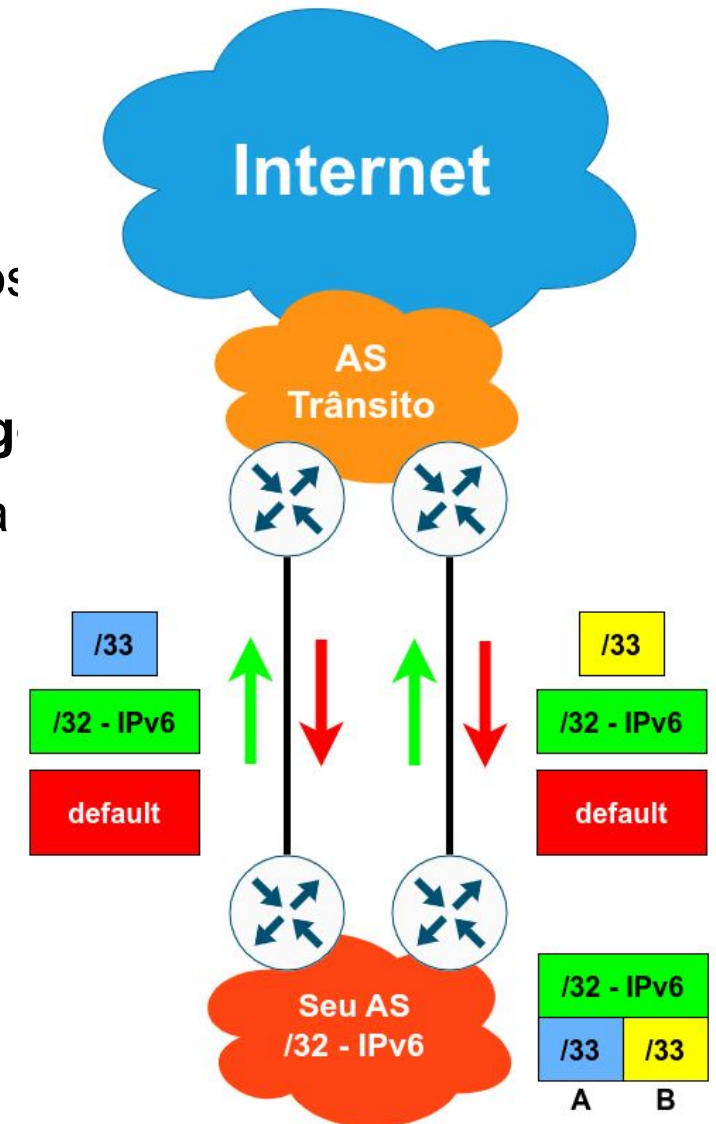 Internet
os
AS
Trânsito
a
/33
/33
/32 - IPv6
/32 - IPv6
default
default
Seu AS
/32 - IPv6
/32 - IPv6
/33
/33
A
B